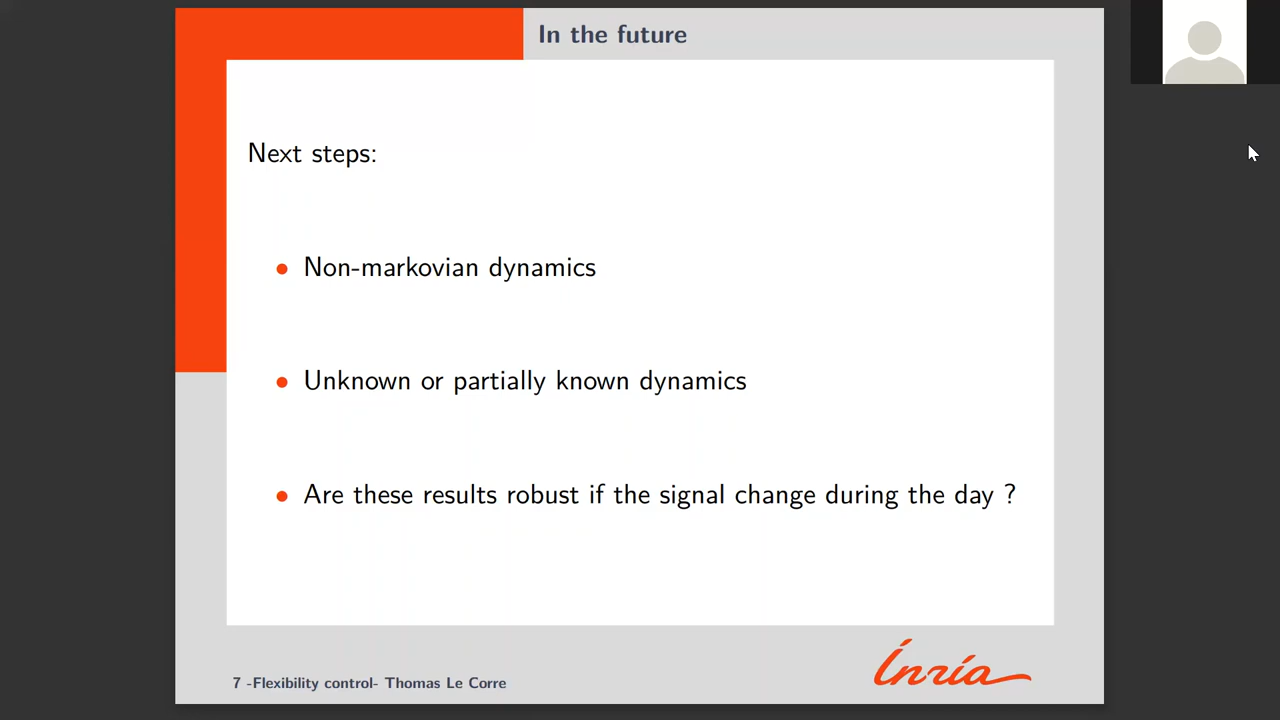 In the future
Next steps:
Non-markovian dynamics
Unknown or partially known dynamics
Are these results robust if the signal change during the day ?
7 -Flexibility control- Thomas Le Corre
Inria